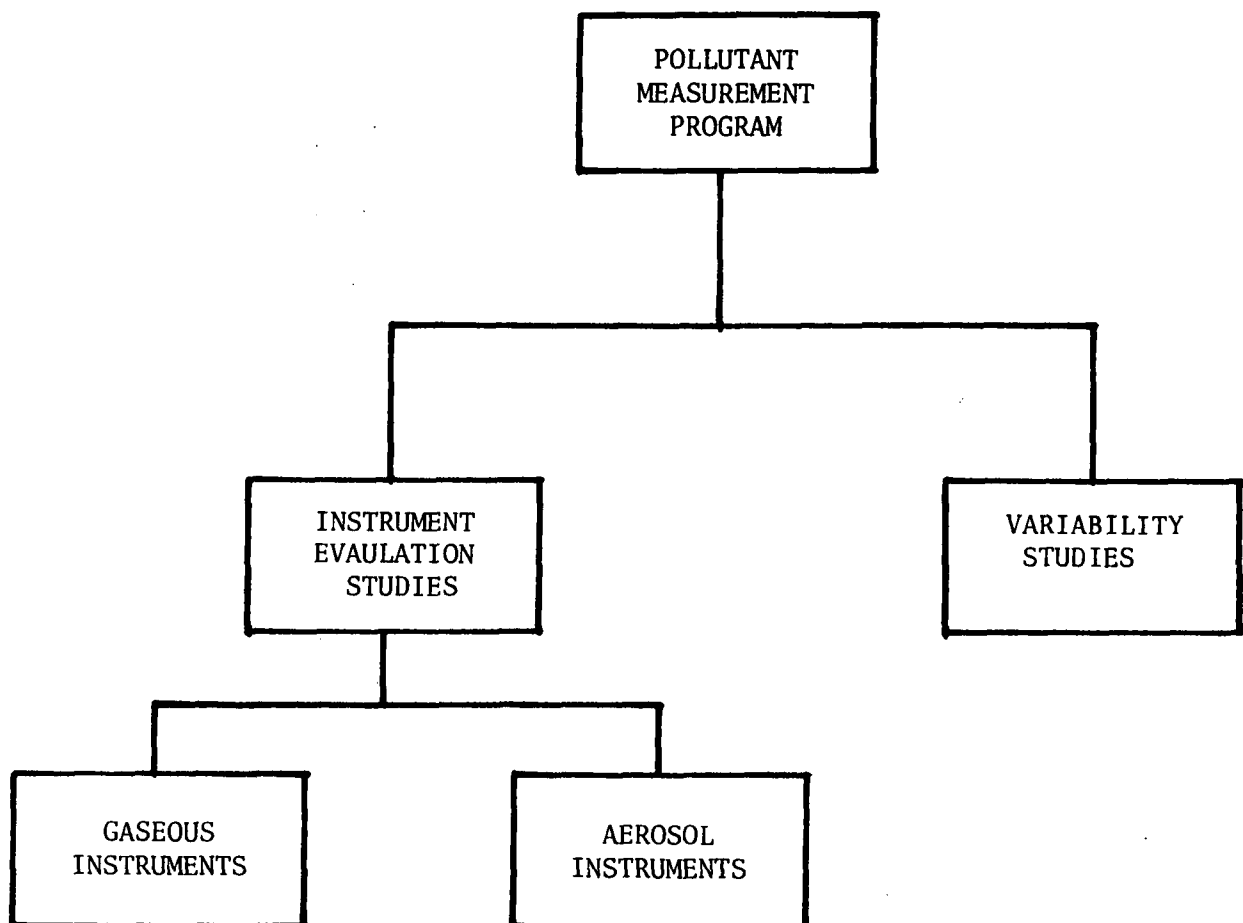 POLLUTANT
MEASUREMENT
PROGRAM
INSTRUMENT
EVAULATION
STUDIES
VARIABILITY
STUDIES
GASEOUS
INSTRUMENTS
AEROSOL
INSTRUMENTS